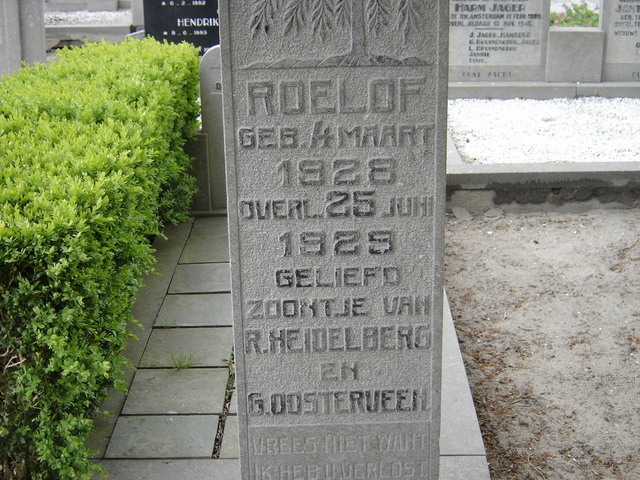 HENDRIK
HARM JAGER
ROELOF
GEB. 4 MAART
1928
OVERL. 25 JUNI
1929
GELIEFD
ZOONTJE VAN
R. HEIDELBERG
EN
G. OOSTERVEEN.
VREES NIET WANT
IK HEB U VERLOST